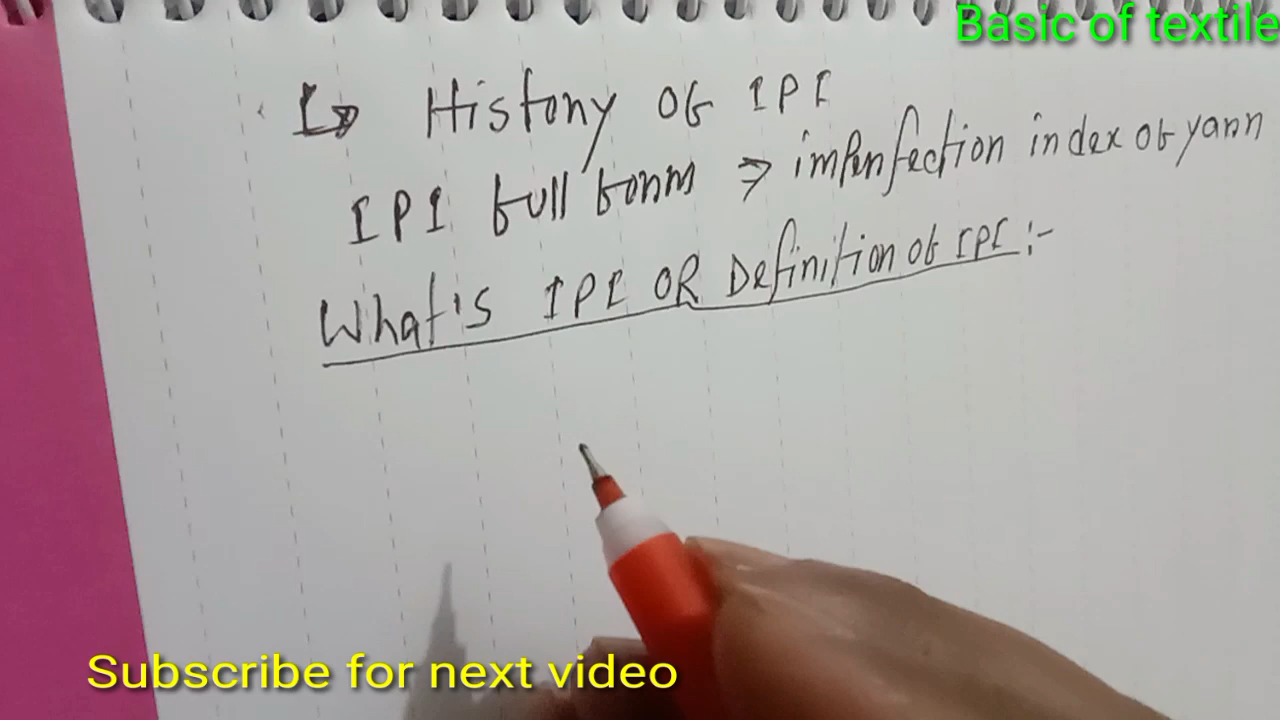 Basic of textile
History of IPI
IPI full form ⇒ imperfection index of yarn
What's IPI OR Definition of IPI :-
Subscribe for next video